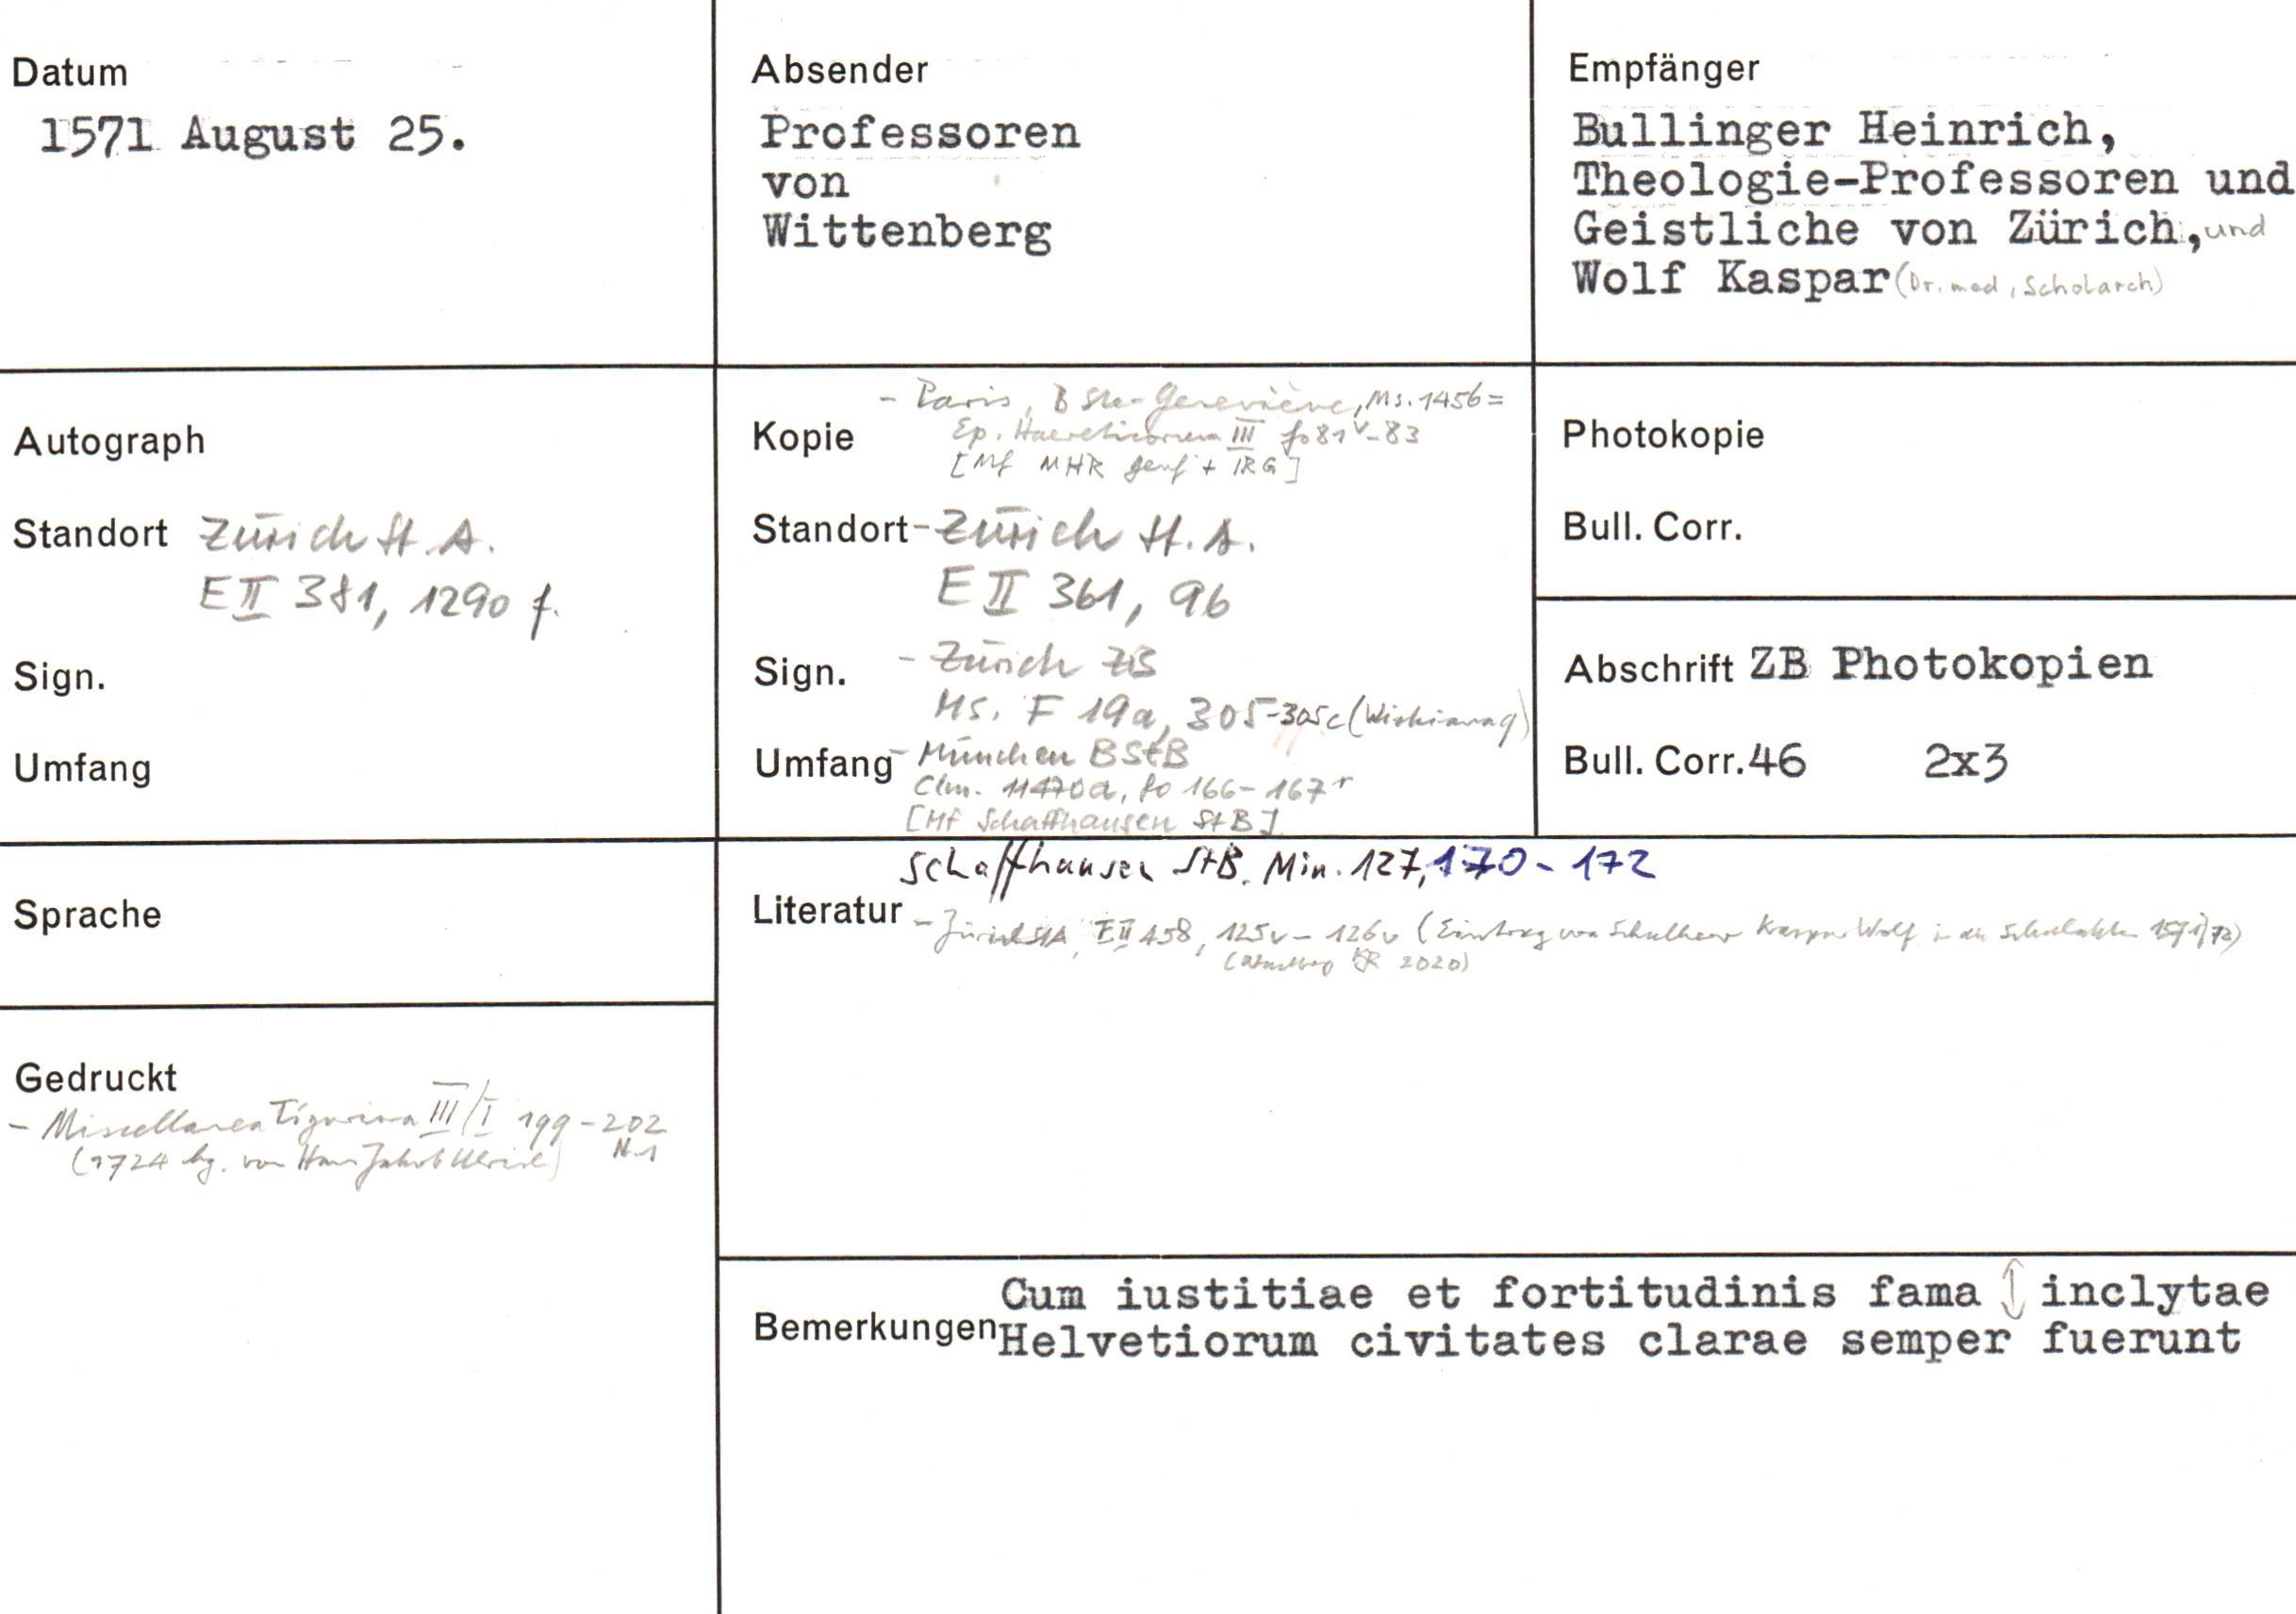 Datum
1571 August 25.
Absender
Professoren
von
Wittenberg
Empfänger
Bullinger Heinrich,
Theologie-Professoren und
Geistliche von Zürich, und
Wolf Kaspar (Dr. med, Scholarch)
Autograph
Standort Zürich St.A.
E II 381, 1290 f.
Sign.
Umfang
- Paris, B Ste-Geneviève, Ms. 1456 =
Kopie Ep. Haereticorum III fo 81v-83
[Mf MHR Genf + IRG]
Standort - Zürich St.A.
E II 361, 96
Sign. - Zürich ZB
Ms. F 19a, 305-305c (Wickiana 9)
Umfang - München BStB
Clm. 11470a, fo 166-167r
[Mf Schaffhausen StB]
Photokopie
Bull. Corr.
Abschrift ZB Photokopien
Bull. Corr. 46 2x3
Sprache
Schaffhausen StB. Min. 127, 170-172
Literatur - Zürich StA, E II 458, 125v-126v (Eintrag von Schulherr Kaspar Wolf in den Schulakten 1571/72)
2020)
Gedruckt
- Miscellanea Tigurina III/I 199-202
(1724 hg. von Hans Jakob Ulrich) N.1
Bemerkungen Cum iustitiae et fortitudinis fama inclytae
Helvetiorum civitates clarae semper fuerunt